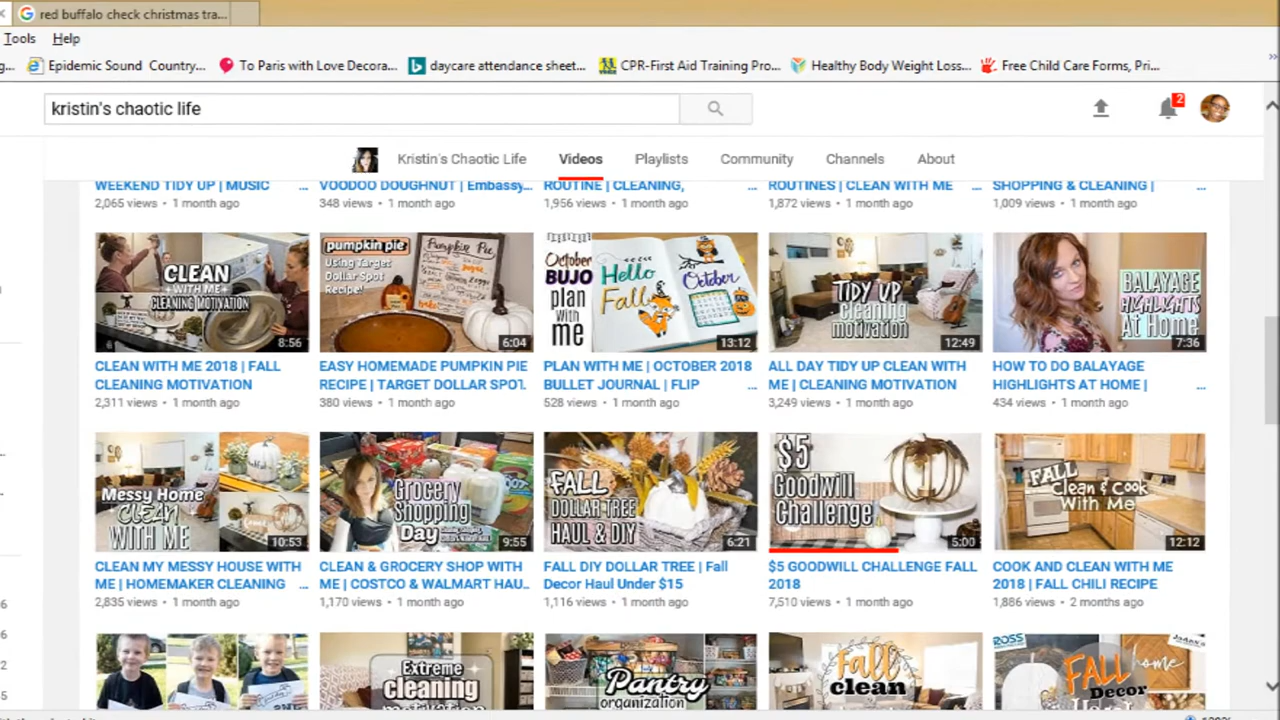 red buffalo check christmas tra...
Tools Help
g... Epidemic Sound Country... To Paris with Love Decora... daycare attendance sheet... CPR-First Aid Training Pro... Healthy Body Weight Loss... Free Child Care Forms, Pri...
kristin's chaotic life
2
Kristin's Chaotic Life Videos Playlists Community Channels About
WEEKEND TIDY UP | MUSIC ...
2,065 views • 1 month ago
VOODOO DOUGHNUT | Embassy...
348 views • 1 month ago
ROUTINE | CLEANING, ...
1,956 views • 1 month ago
ROUTINES | CLEAN WITH ME ...
1,872 views • 1 month ago
SHOPPING & CLEANING | ...
1,009 views • 1 month ago
CLEAN
WITH ME
CLEANING MOTIVATION
8:56
CLEAN WITH ME 2018 | FALL
CLEANING MOTIVATION
2,311 views • 1 month ago
pumpkin pie
Using Target
Dollar Spot
Recipe!
Pumpkin Pie
6:04
EASY HOMEMADE PUMPKIN PIE
RECIPE | TARGET DOLLAR SPOT.
380 views • 1 month ago
October
BUJO
plan
with
me
Hello
Fall
October
13:12
PLAN WITH ME | OCTOBER 2018
BULLET JOURNAL | FLIP ...
528 views • 1 month ago
TIDY UP
cleaning
motivation
12:49
ALL DAY TIDY UP CLEAN WITH
ME | CLEANING MOTIVATION
3,249 views • 1 month ago
BALAYAGE
HIGHLIGHTS
At Home
7:36
HOW TO DO BALAYAGE
HIGHLIGHTS AT HOME | ...
434 views • 1 month ago
Messy Home
CLEAN
WITH ME
10:53
CLEAN MY MESSY HOUSE WITH
ME | HOMEMAKER CLEANING ...
2,835 views • 1 month ago
Grocery
Shopping
Day
9:55
CLEAN & GROCERY SHOP WITH
ME | COSTCO & WALMART HAU..
1,170 views • 1 month ago
FALL
DOLLAR TREE
HAUL & DIY
6:21
FALL DIY DOLLAR TREE | Fall
Decor Haul Under $15
1,116 views • 1 month ago
$5
Goodwill
Challenge
5:00
$5 GOODWILL CHALLENGE FALL
2018
7,510 views • 1 month ago
FALL
Clean & Cook
With Me
12:12
COOK AND CLEAN WITH ME
2018 | FALL CHILI RECIPE
1,886 views • 2 months ago
Extreme
cleaning
motivation
Pantry
organization
Fall
clean
ROSS
home
FALL
Decor